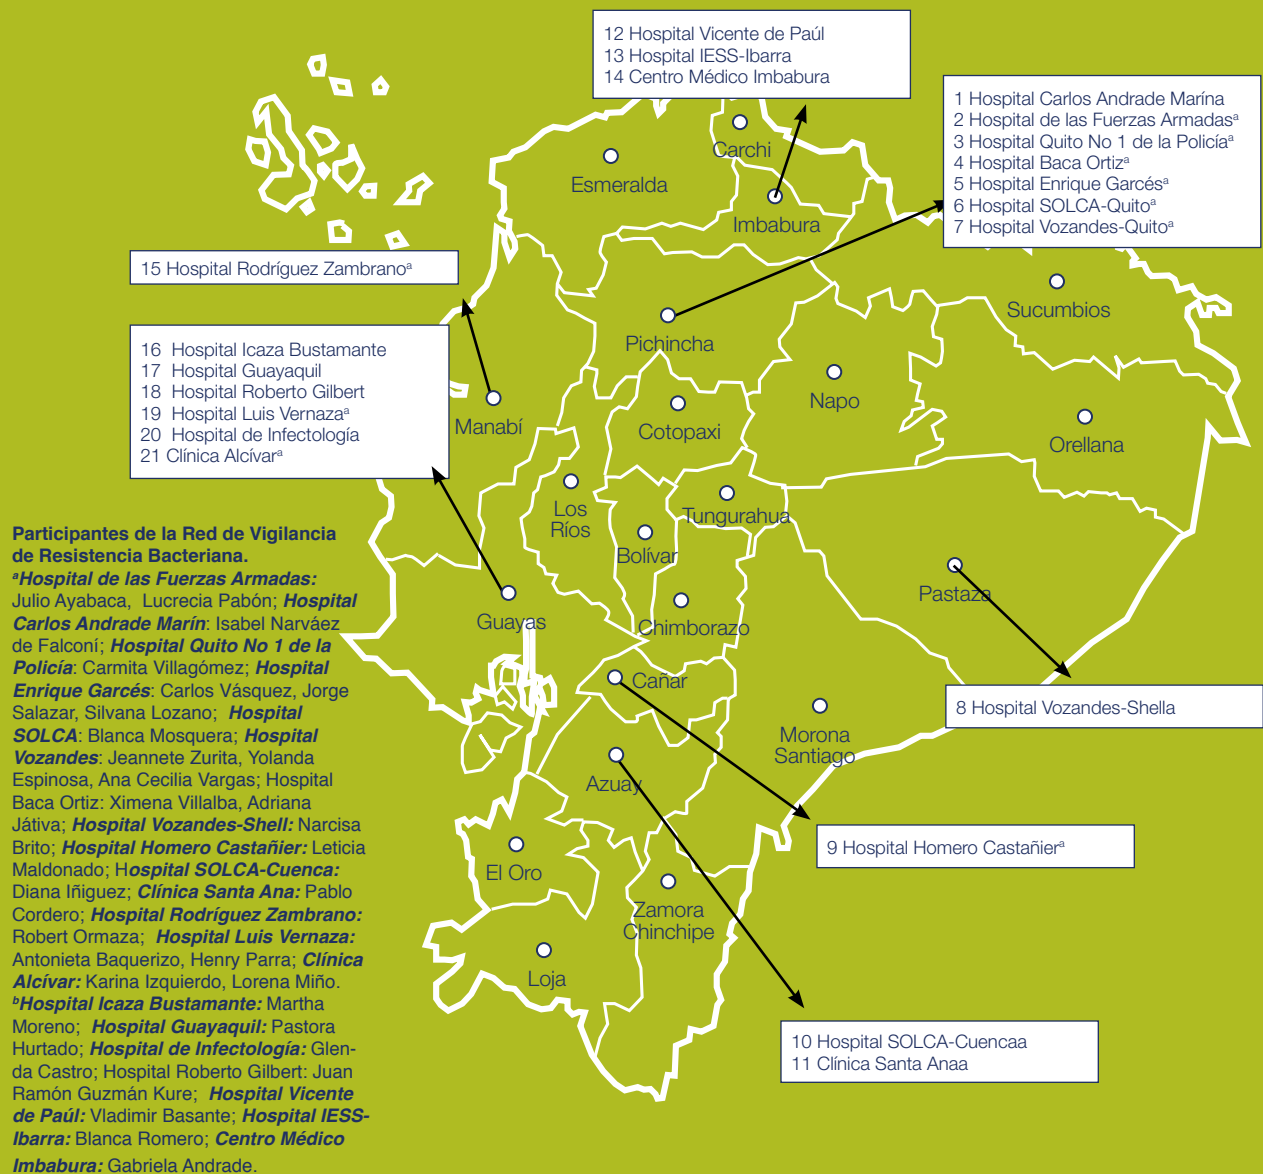 12 Hospital Vicente de Paúl
13 Hospital IESS-Ibarra
14 Centro Médico Imbabura
1 Hospital Carlos Andrade Marína
2 Hospital de las Fuerzas Armadasª
3 Hospital Quito No 1 de la Policíaª
4 Hospital Baca Ortizª
5 Hospital Enrique Garcésª
6 Hospital SOLCA-Quitoª
7 Hospital Vozandes-Quitoª
Carchi
Esmeralda
Imbabura
15 Hospital Rodríguez Zambranoª
Sucumbios
Pichincha
16 Hospital Icaza Bustamante
17 Hospital Guayaquil
18 Hospital Roberto Gilbert
19 Hospital Luis Vernazaª
20 Hospital de Infectología
21 Clínica Alcívarª
Napo
Manabí
Cotopaxi
Orellana
Los
Ríos
Tungurahua
Bolívar
Pastaza
Guayas
Chimborazo
Cañar
8 Hospital Vozandes-Shella
Morona
Santiago
Azuay
9 Hospital Homero Castañierª
El Oro
Zamora
Chinchipe
Loja
10 Hospital SOLCA-Cuencaa
11 Clínica Santa Anaa
Participantes de la Red de Vigilancia
de Resistencia Bacteriana.
ªHospital de las Fuerzas Armadas:
Julio Ayabaca, Lucrecia Pabón; Hospital
Carlos Andrade Marín: Isabel Narváez
de Falconí; Hospital Quito No 1 de la
Policía: Carmita Villagómez; Hospital
Enrique Garcés: Carlos Vásquez, Jorge
Salazar, Silvana Lozano; Hospital
SOLCA: Blanca Mosquera; Hospital
Vozandes: Jeannete Zurita, Yolanda
Espinosa, Ana Cecilia Vargas; Hospital
Baca Ortiz: Ximena Villalba, Adriana
Játiva; Hospital Vozandes-Shell: Narcisa
Brito; Hospital Homero Castañier: Leticia
Maldonado; Hospital SOLCA-Cuenca:
Diana Iñiguez; Clínica Santa Ana: Pablo
Cordero; Hospital Rodríguez Zambrano:
Robert Ormaza; Hospital Luis Vernaza:
Antonieta Baquerizo, Henry Parra; Clínica
Alcívar: Karina Izquierdo, Lorena Miño.
ᵇHospital Icaza Bustamante: Martha
Moreno; Hospital Guayaquil: Pastora
Hurtado; Hospital de Infectología: Glen-
da Castro; Hospital Roberto Gilbert: Juan
Ramón Guzmán Kure; Hospital Vicente
de Paúl: Vladimir Basante; Hospital IESS-
Ibarra: Blanca Romero; Centro Médico
Imbabura: Gabriela Andrade.